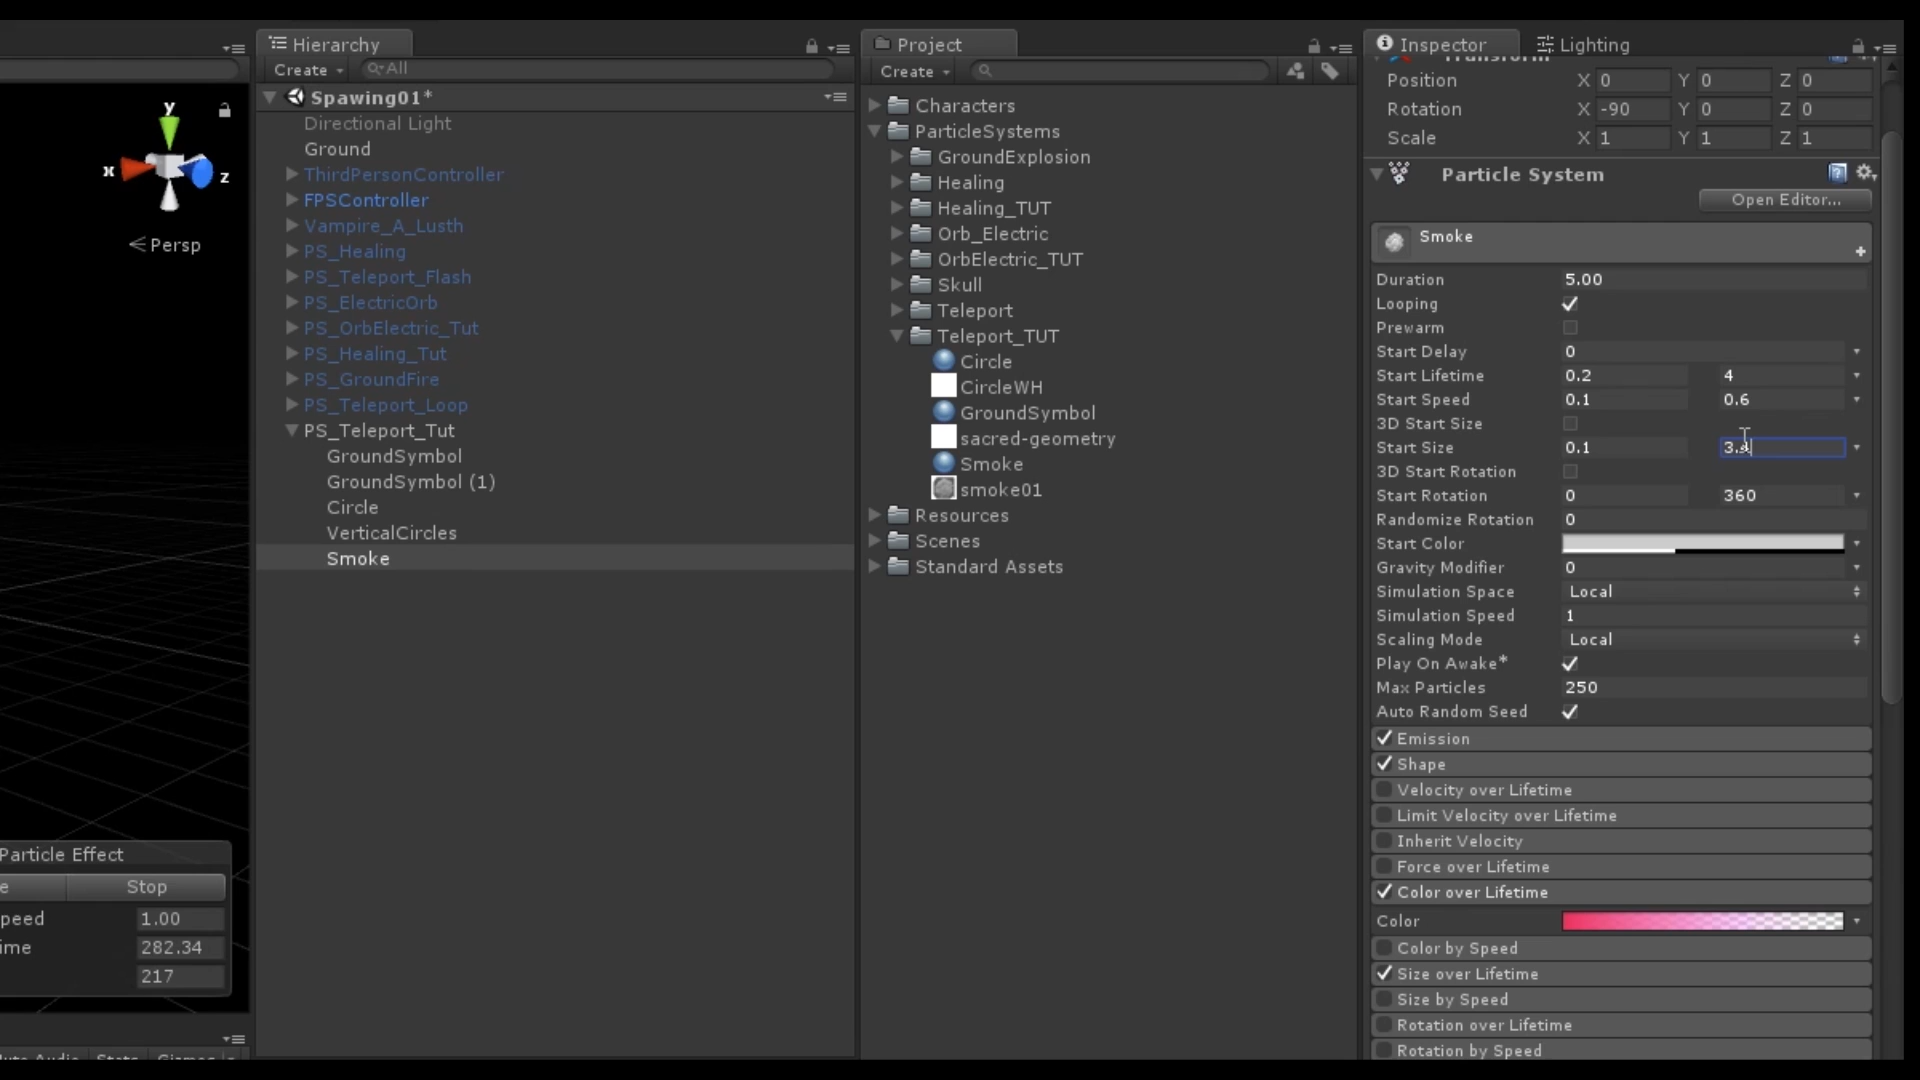 Hierarchy
Create
All
Spawing01*
Directional Light
Ground
ThirdPersonController
FPSController
Vampire_A_Lusth
PS_Healing
PS_Teleport_Flash
PS_ElectricOrb
PS_OrbElectric_Tut
PS_Healing_Tut
PS_GroundFire
PS_Teleport_Loop
PS_Teleport_Tut
GroundSymbol
GroundSymbol (1)
Circle
VerticalCircles
Smoke
y
x
z
Persp
Particle Effect
e Stop
peed 1.00
ime 282.34
217
Project
Create
Characters
ParticleSystems
GroundExplosion
Healing
Healing_TUT
Orb_Electric
OrbElectric_TUT
Skull
Teleport
Teleport_TUT
Circle
CircleWH
GroundSymbol
sacred-geometry
Smoke
smoke01
Resources
Scenes
Standard Assets
Inspector Lighting
Transform
Position X 0 Y 0 Z 0
Rotation X -90 Y 0 Z 0
Scale X 1 Y 1 Z 1
Particle System
Open Editor...
Smoke
Duration 5.00
Looping
Prewarm
Start Delay 0
Start Lifetime 0.2 4
Start Speed 0.1 0.6
3D Start Size
Start Size 0.1
3D Start Rotation
Start Rotation 0 360
Randomize Rotation 0
Start Color
Gravity Modifier 0
Simulation Space Local
Simulation Speed 1
Scaling Mode Local
Play On Awake*
Max Particles 250
Auto Random Seed
Emission
Shape
Velocity over Lifetime
Limit Velocity over Lifetime
Inherit Velocity
Force over Lifetime
Color over Lifetime
Color
Color by Speed
Size over Lifetime
Size by Speed
Rotation over Lifetime
Rotation by Speed